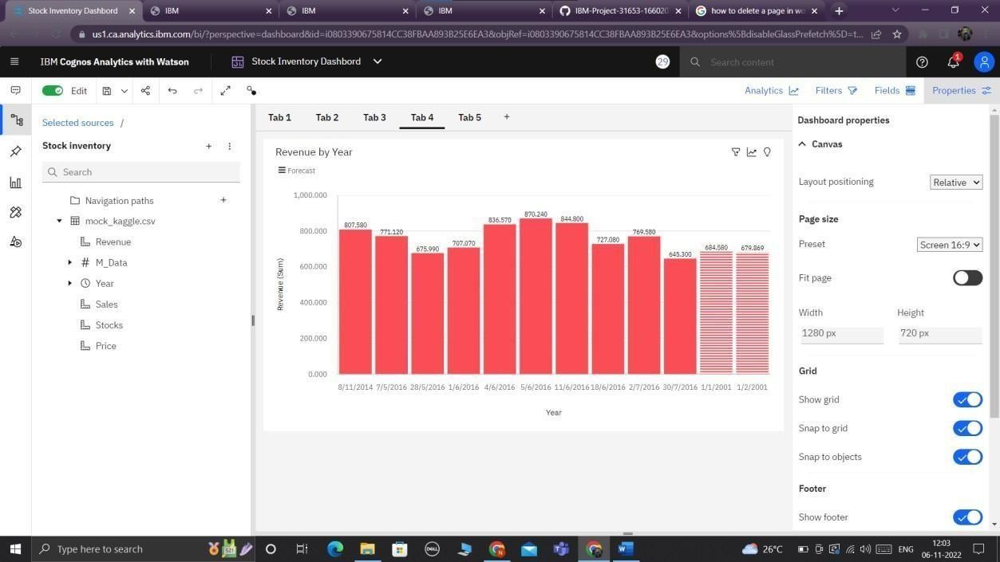 Stock Inventory Dashbord
IBM
IBM
IBM
IBM-Project-31653-166020
how to delete a page in wo
us1.ca.analytics.ibm.com/bi/?perspective=dashboard&id=i0803390675814CC38FBAA893B25E6EA3&objRef=i0803390675814CC38FBAA893B25E6EA3&options%5BdisableGlassPrefetch%5D=t...
IBM Cognos Analytics with Watson
Stock Inventory Dashbord
29
Search content
1
Edit
Analytics
Filters
Fields
Properties
Selected sources /
Stock inventory
Search
Navigation paths
mock_kaggle.csv
Revenue
# M_Data
Year
Sales
Stocks
Price
Tab 1
Tab 2
Tab 3
Tab 4
Tab 5
Revenue by Year
Forecast
1,000.000
800.000
600.000
400.000
200.000
0.000
Revenue (Sum)
807.580
771.120
675.990
707.070
836.570
870.240
844.800
727.080
769.580
645.300
684.580
679.869
8/11/2014 7/5/2016 28/5/2016 1/6/2016 4/6/2016 5/6/2016 11/6/2016 18/6/2016 2/7/2016 30/7/2016 1/1/2001 1/2/2001
Year
Dashboard properties
Canvas
Layout positioning
Relative
Page size
Preset
Screen 16:9
Fit page
Width
Height
1280 px
720 px
Grid
Show grid
Snap to grid
Snap to objects
Footer
Show footer
Type here to search
521
DELL
26°C
ENG
12:03
06-11-2022